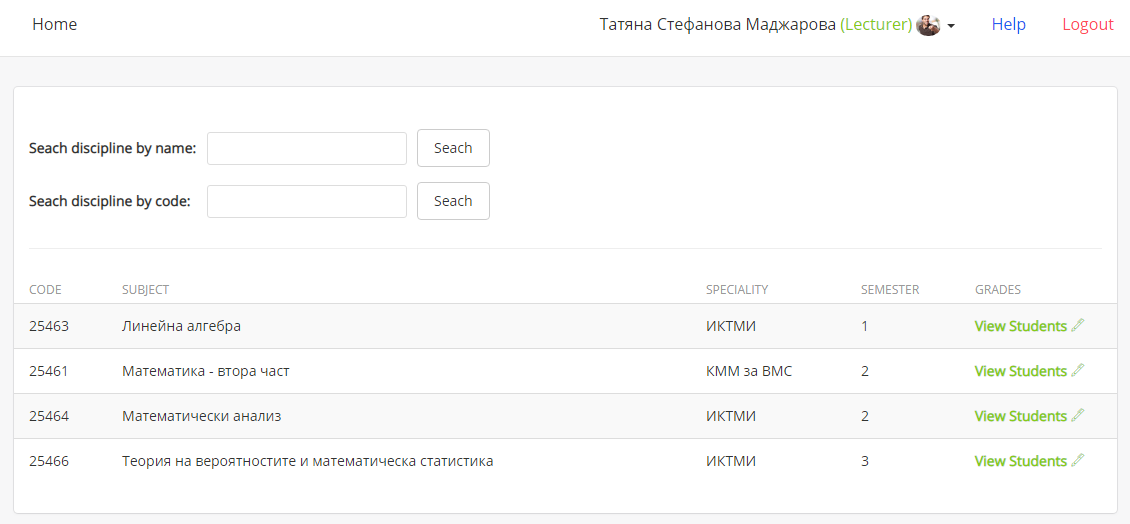 Home Татяна Стефанова Маджарова (Lecturer) Help Logout
Seach discipline by name: Seach
Seach discipline by code: Seach
CODE SUBJECT SPECIALITY SEMESTER GRADES
25463 Линейна алгебра ИКТМИ 1 View Students
25461 Математика - втора част КММ за ВМС 2 View Students
25464 Математически анализ ИКТМИ 2 View Students
25466 Теория на вероятностите и математическа статистика ИКТМИ 3 View Students